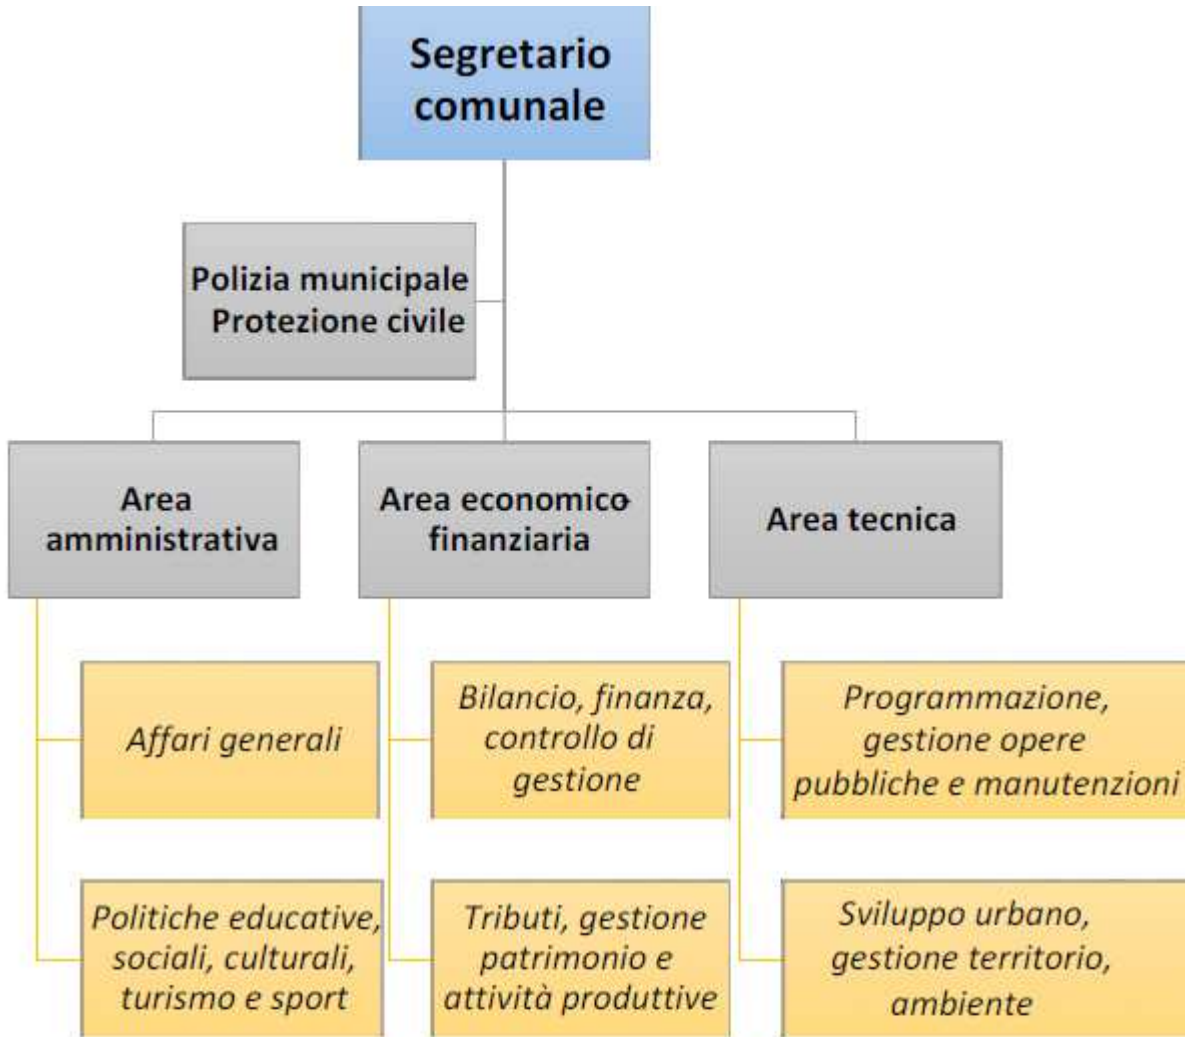 Segretario
comunale
Polizia municipale
Protezione civile
Area
amministrativa
Area economico-
finanziaria
Area tecnica
Affari generali
Bilancio, finanza,
controllo di
gestione
Programmazione,
gestione opere
pubbliche e manutenzioni
Politiche educative,
sociali, culturali,
turismo e sport
Tributi, gestione
patrimonio e
attività produttive
Sviluppo urbano,
gestione territorio,
ambiente